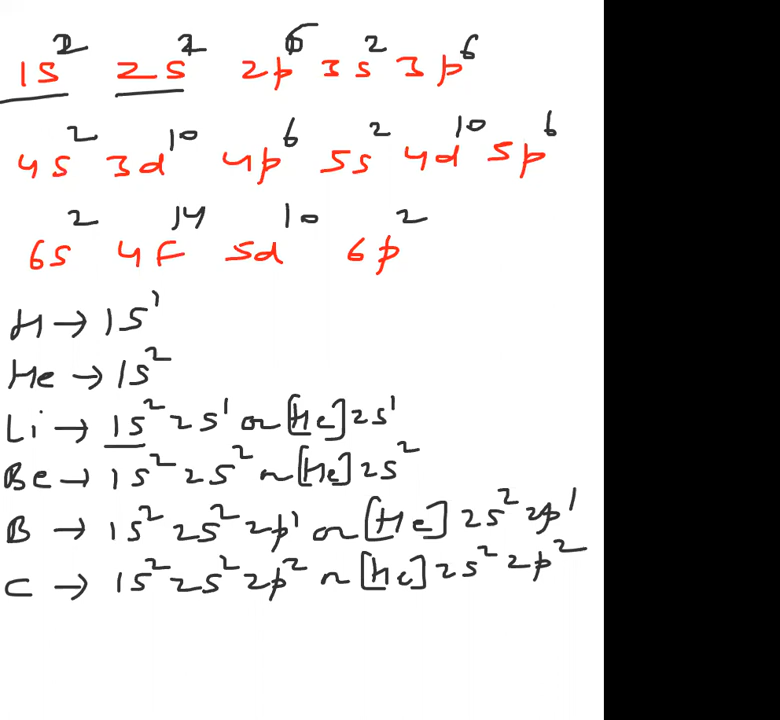 1s² 2s² 2p⁶ 3s² 3p⁶
4s² 3d¹⁰ 4p⁶ 5s² 4d¹⁰ 5p⁶
6s² 4F¹⁴ 5d¹⁰ 6p²
H → 1S¹
He → 1S²
Li → 1S² 2S¹ or [He] 2S¹
Be → 1S² 2S² or [He] 2S²
B → 1S² 2S² 2p¹ or [He] 2S² 2p¹
C → 1S² 2S² 2p² or [He] 2S² 2p²